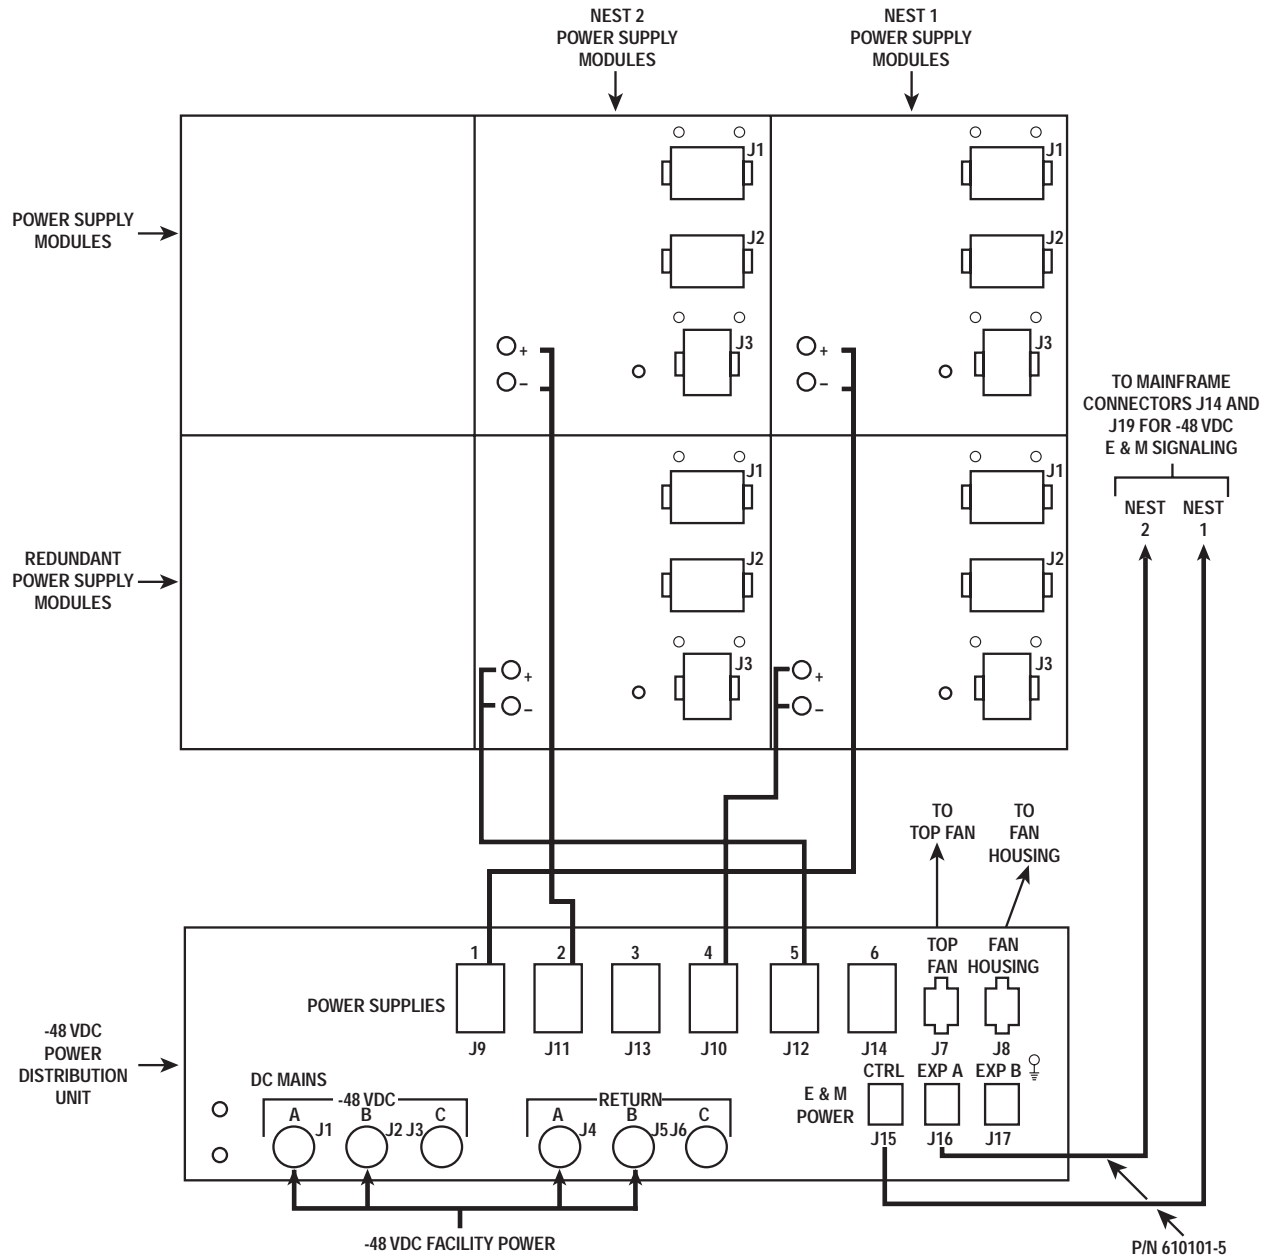 NEST 2
POWER SUPPLY
MODULES
NEST 1
POWER SUPPLY
MODULES
J1
J1
POWER SUPPLY
MODULES
J2
J2
J3
J3
+
–
+
–
TO MAINFRAME
CONNECTORS J14 AND
J19 FOR -48 VDC
E & M SIGNALING
NEST
2
NEST
1
J1
J1
REDUNDANT
POWER SUPPLY
MODULES
J2
J2
J3
J3
+
–
+
–
TO
TOP FAN
TO
FAN
HOUSING
1 2 3 4 5 6
TOP
FAN
FAN
HOUSING
POWER SUPPLIES
J9 J11 J13 J10 J12 J14 J7 J8
-48 VDC
POWER
DISTRIBUTION
UNIT
CTRL EXP A EXP B
E & M
POWER
J15 J16 J17
DC MAINS
-48 VDC
A B C
J1 J2 J3
RETURN
A B C
J4 J5 J6
-48 VDC FACILITY POWER
P/N 610101-5